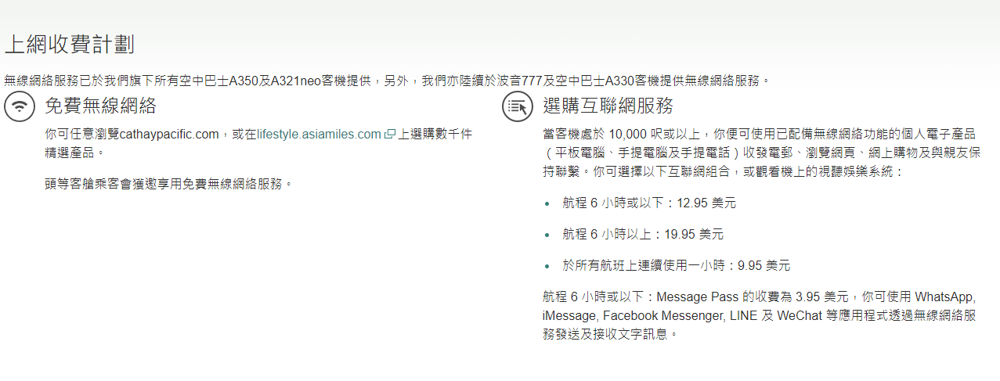 上網收費計劃
無線網絡服務已於我們旗下所有空中巴士A350及A321neo客機提供，另外，我們亦陸續於波音777及空中巴士A330客機提供無線網絡服務。
免費無線網絡
你可任意瀏覽cathaypacific.com，或在lifestyle.asiamiles.com上選購數千件
精選產品。
頭等客艙乘客會獲邀享用免費無線網絡服務。
選購互聯網服務
當客機處於 10,000 呎或以上，你便可使用已配備無線網絡功能的個人電子產品
（平板電腦、手提電腦及手提電話）收發電郵、瀏覽網頁、網上購物及與親友保
持聯繫。你可選擇以下互聯網組合，或觀看機上的視聽娛樂系統：
• 航程 6 小時或以下：12.95 美元
• 航程 6 小時以上：19.95 美元
• 於所有航班上連續使用一小時：9.95 美元
航程 6 小時或以下：Message Pass 的收費為 3.95 美元，你可使用 WhatsApp,
iMessage, Facebook Messenger, LINE 及 WeChat 等應用程式透過無線網絡服
務發送及接收文字訊息。